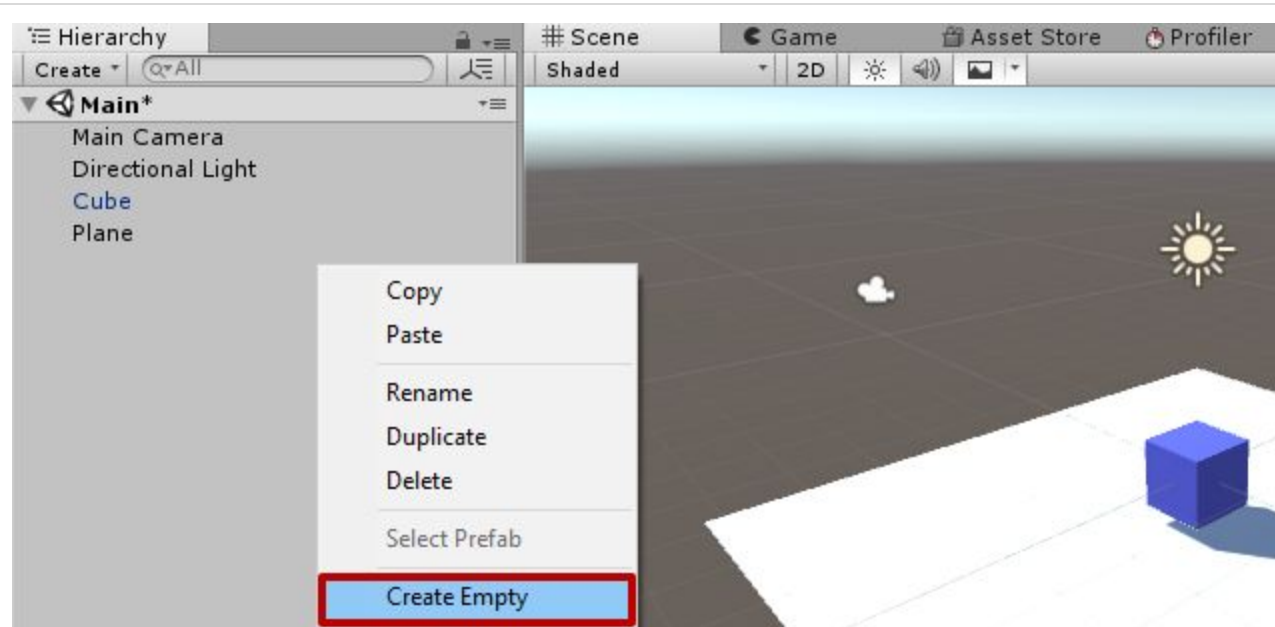 Hierarchy
Scene
Game
Asset Store
Profiler
Create
All
Shaded
2D
Main*
Main Camera
Directional Light
Cube
Plane
Copy
Paste
Rename
Duplicate
Delete
Select Prefab
Create Empty